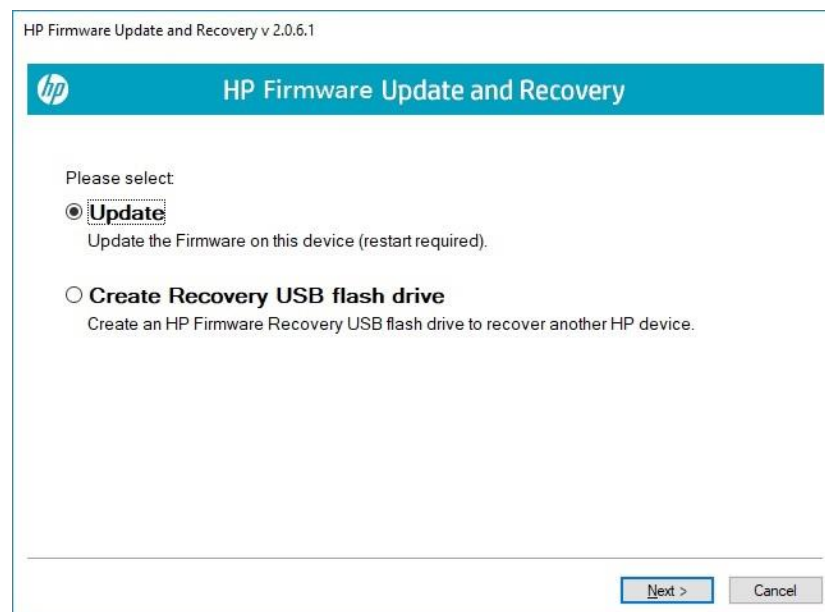 HP Firmware Update and Recovery v 2.0.6.1
hp
HP Firmware Update and Recovery
Please select:
Update
Update the Firmware on this device (restart required).
Create Recovery USB flash drive
Create an HP Firmware Recovery USB flash drive to recover another HP device.
Next >
Cancel